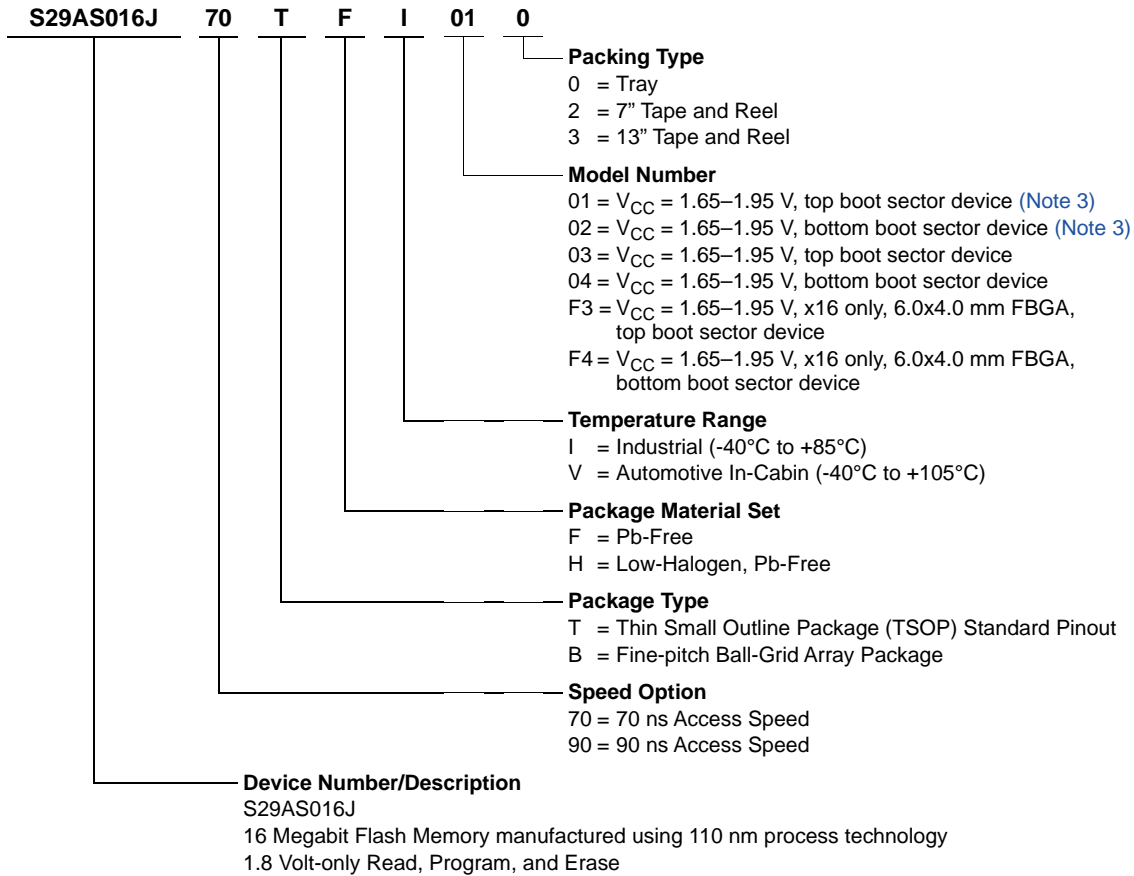 S29AS016J 70 T F I 01 0
Packing Type
0 = Tray
2 = 7” Tape and Reel
3 = 13” Tape and Reel
Model Number
01 = VCC = 1.65–1.95 V, top boot sector device (Note 3)
02 = VCC = 1.65–1.95 V, bottom boot sector device (Note 3)
03 = VCC = 1.65–1.95 V, top boot sector device
04 = VCC = 1.65–1.95 V, bottom boot sector device
F3 = VCC = 1.65–1.95 V, x16 only, 6.0x4.0 mm FBGA,
top boot sector device
F4 = VCC = 1.65–1.95 V, x16 only, 6.0x4.0 mm FBGA,
bottom boot sector device
Temperature Range
I = Industrial (-40°C to +85°C)
V = Automotive In-Cabin (-40°C to +105°C)
Package Material Set
F = Pb-Free
H = Low-Halogen, Pb-Free
Package Type
T = Thin Small Outline Package (TSOP) Standard Pinout
B = Fine-pitch Ball-Grid Array Package
Speed Option
70 = 70 ns Access Speed
90 = 90 ns Access Speed
Device Number/Description
S29AS016J
16 Megabit Flash Memory manufactured using 110 nm process technology
1.8 Volt-only Read, Program, and Erase